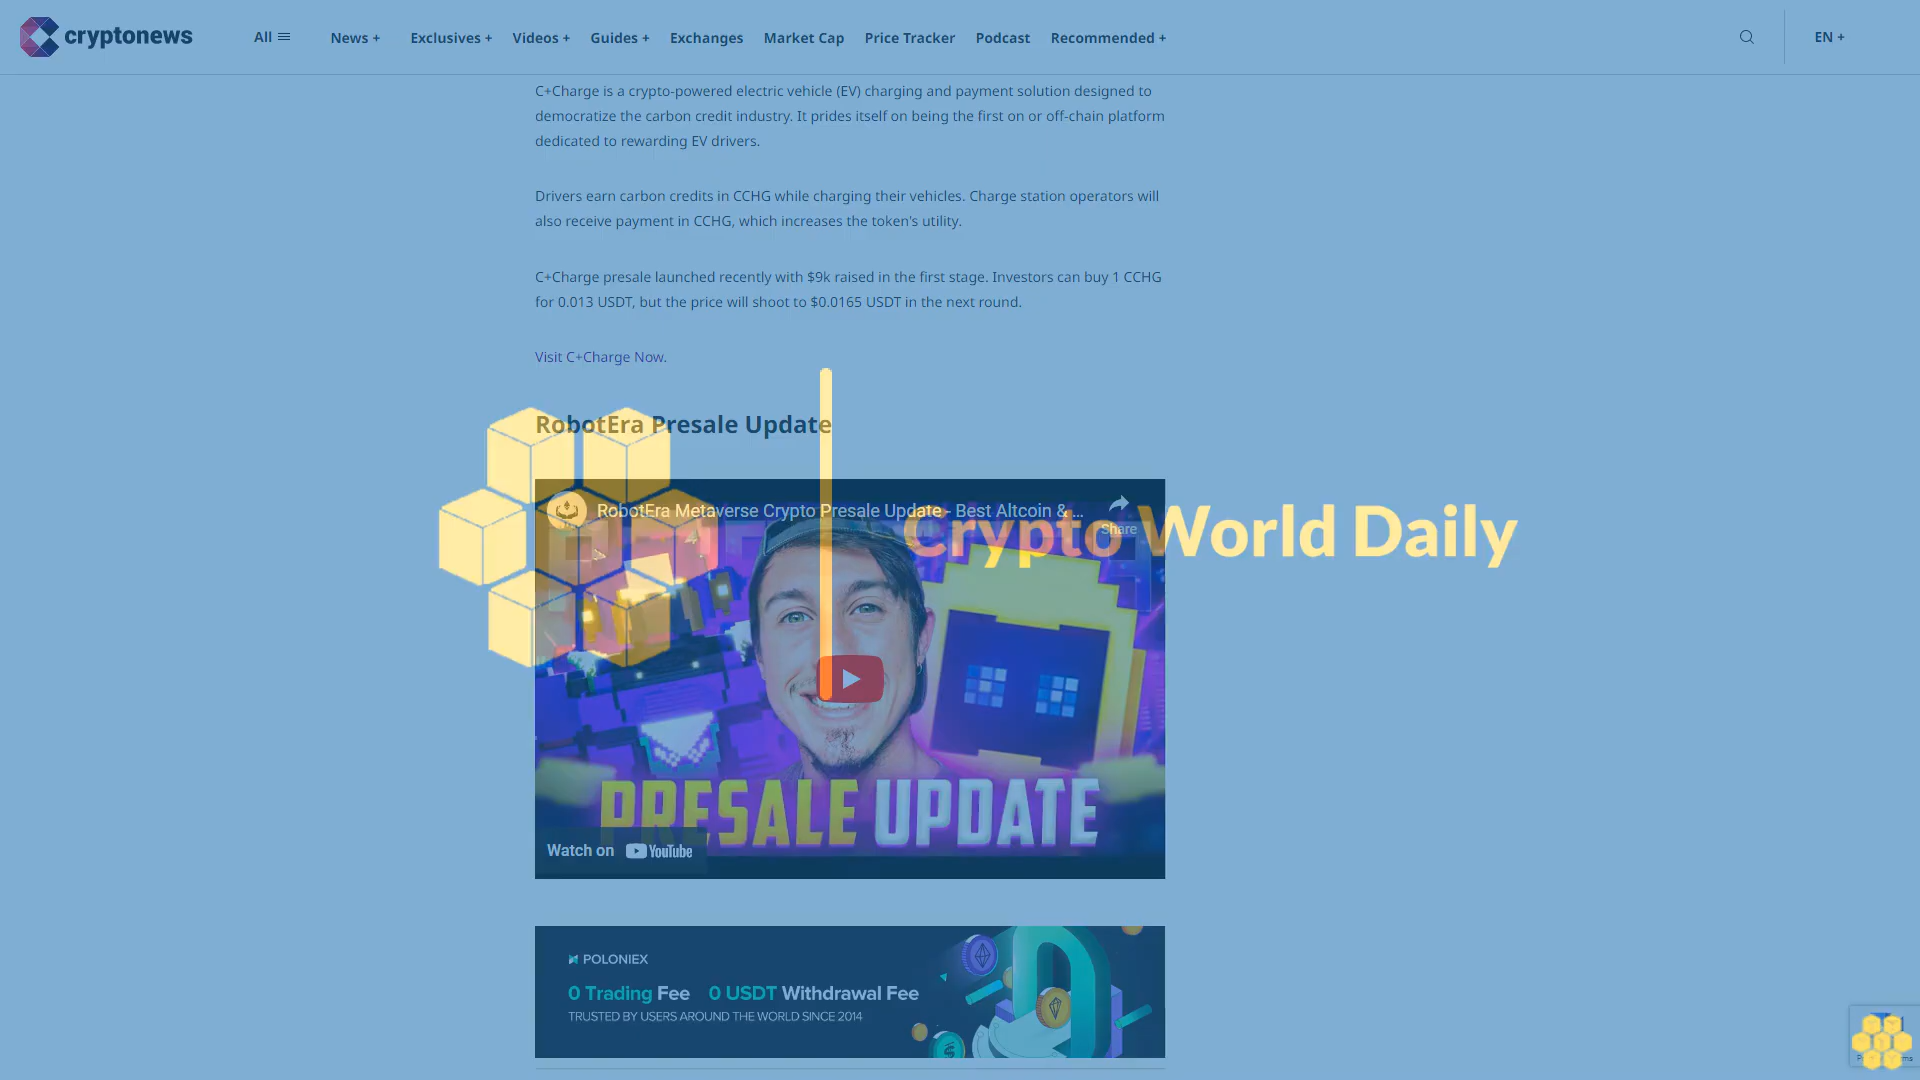 cryptonews
All
News +
Exclusives +
Videos +
Guides +
Exchanges
Market Cap
Price Tracker
Podcast
Recommended +
EN +
C+Charge is a crypto-powered electric vehicle (EV) charging and payment solution designed to
democratize the carbon credit industry. It prides itself on being the first on or off-chain platform
dedicated to rewarding EV drivers.
Drivers earn carbon credits in CCHG while charging their vehicles. Charge station operators will
also receive payment in CCHG, which increases the token's utility.
C+Charge presale launched recently with $9k raised in the first stage. Investors can buy 1 CCHG
for 0.013 USDT, but the price will shoot to $0.0165 USDT in the next round.
Visit C+Charge Now.
RobotEra Presale Update
RobotEra Metaverse Crypto Presale Update - Best Altcoin & ...
Share
Crypto World Daily
PRESALE UPDATE
Watch on YouTube
POLONIEX
0 Trading Fee 0 USDT Withdrawal Fee
TRUSTED BY USERS AROUND THE WORLD SINCE 2014